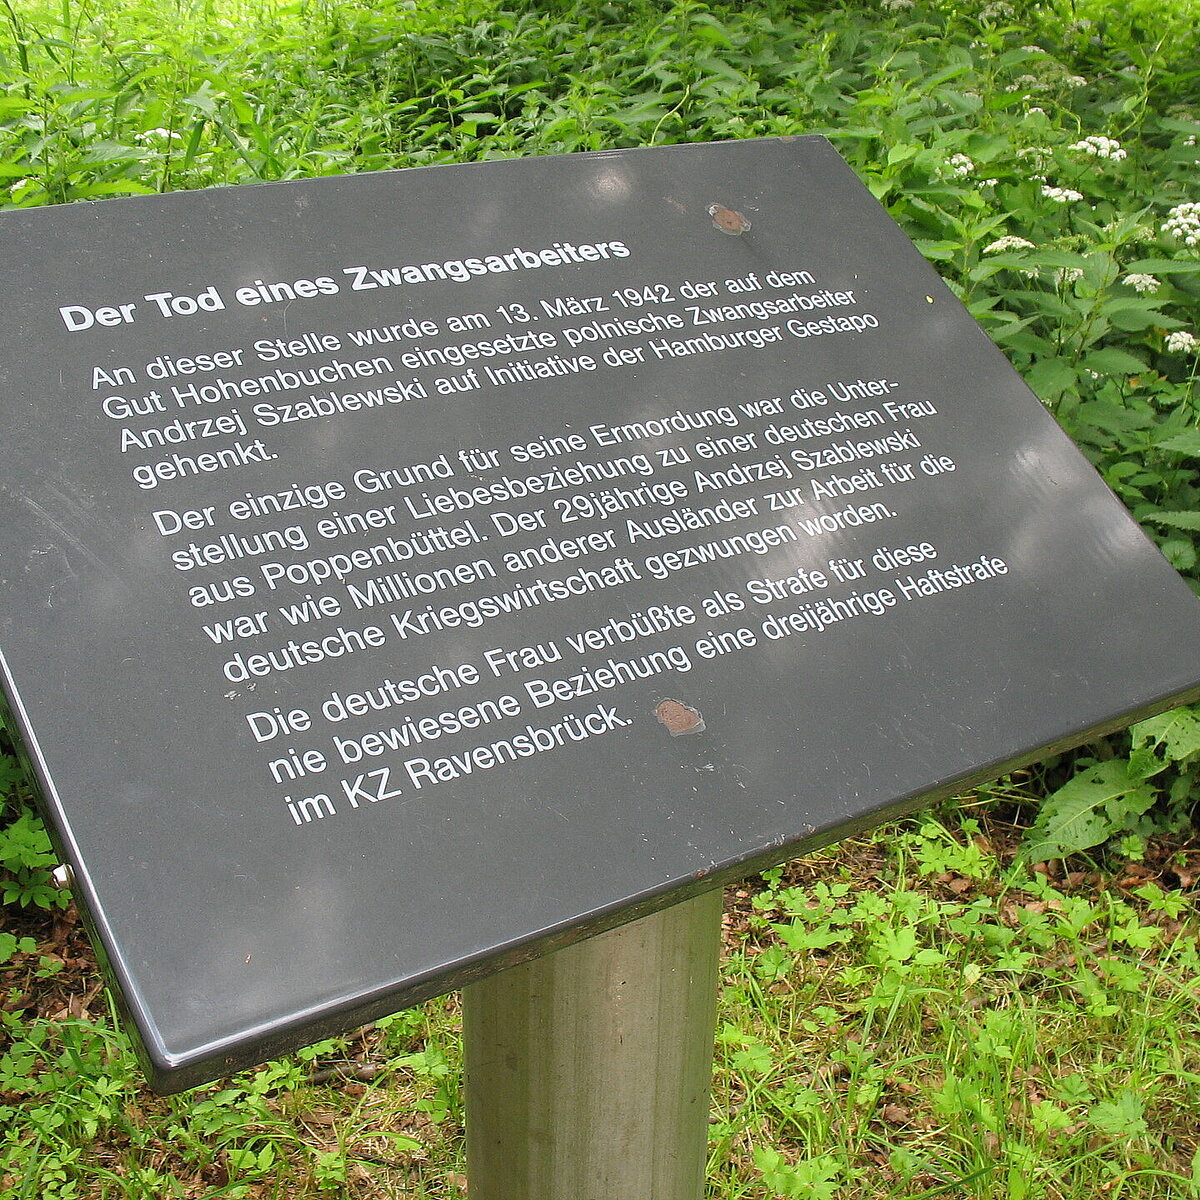 Der Tod eines Zwangsarbeiters
An dieser Stelle wurde am 13. März 1942 der auf dem
Gut Hohenbuchen eingesetzte polnische Zwangsarbeiter
Andrzej Szablewski auf Initiative der Hamburger Gestapo
gehenkt.
Der einzige Grund für seine Ermordung war die Unter-
stellung einer Liebesbeziehung zu einer deutschen Frau
aus Poppenbüttel. Der 29jährige Andrzej Szablewski
war wie Millionen anderer Ausländer zur Arbeit für die
deutsche Kriegswirtschaft gezwungen worden.
Die deutsche Frau verbüßte als Strafe für diese
nie bewiesene Beziehung eine dreijährige Haftstrafe
im KZ Ravensbrück.